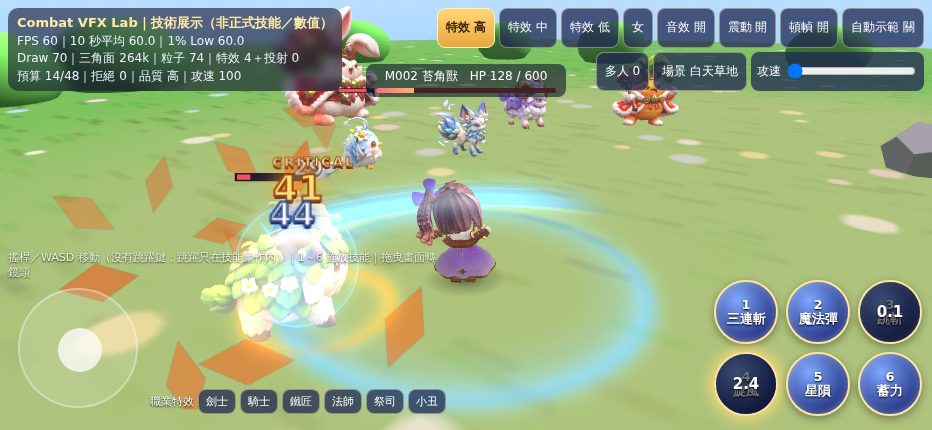 Combat VFX Lab｜技術展示（非正式技能／數值）
FPS 60｜10 秒平均 60.0｜1% Low 60.0
Draw 70｜三角面 264k｜粒子 74｜特效 4＋投射 0
預算 14/48｜拒絕 0｜品質 高｜攻速 100
特效 高
特效 中
特效 低
女
音效 開
震動 開
頓幀 開
自動示範 關
多人 0
場景 白天草地
攻速
M002 苔角獸 HP 128 / 600
CRITICAL
29
41
44
搖桿／WASD 移動（沒有跳躍鍵；跳躍只在技能動作內）｜1～6 施放技能｜拖曳畫面轉
鏡頭
1
三連斬
2
魔法彈
3
跳斬
0.1
4
旋風
2.4
5
星隕
6
蓄力
職業特效
劍士
騎士
鐵匠
法師
祭司
小丑